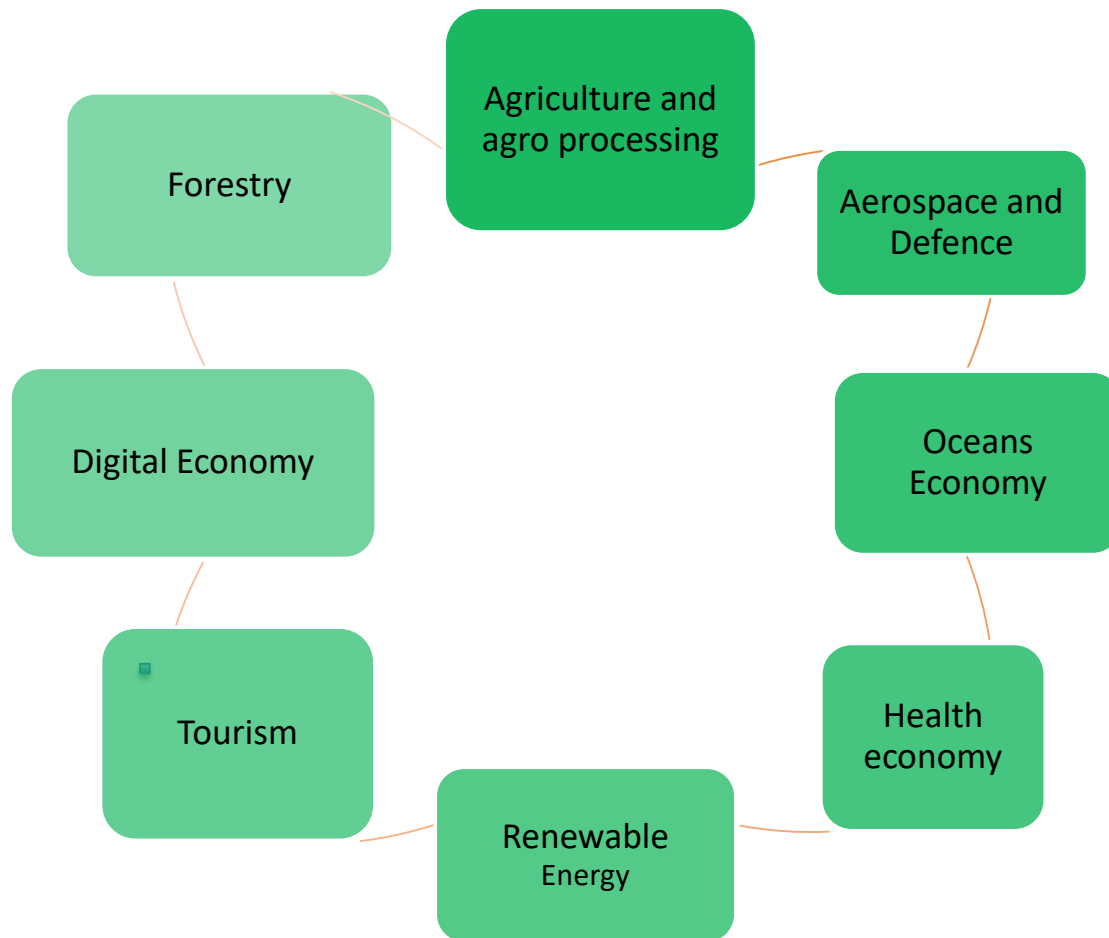 Agriculture and
agro processing
Aerospace and
Defence
Oceans
Economy
Health
economy
Renewable
Energy
Tourism
Digital Economy
Forestry